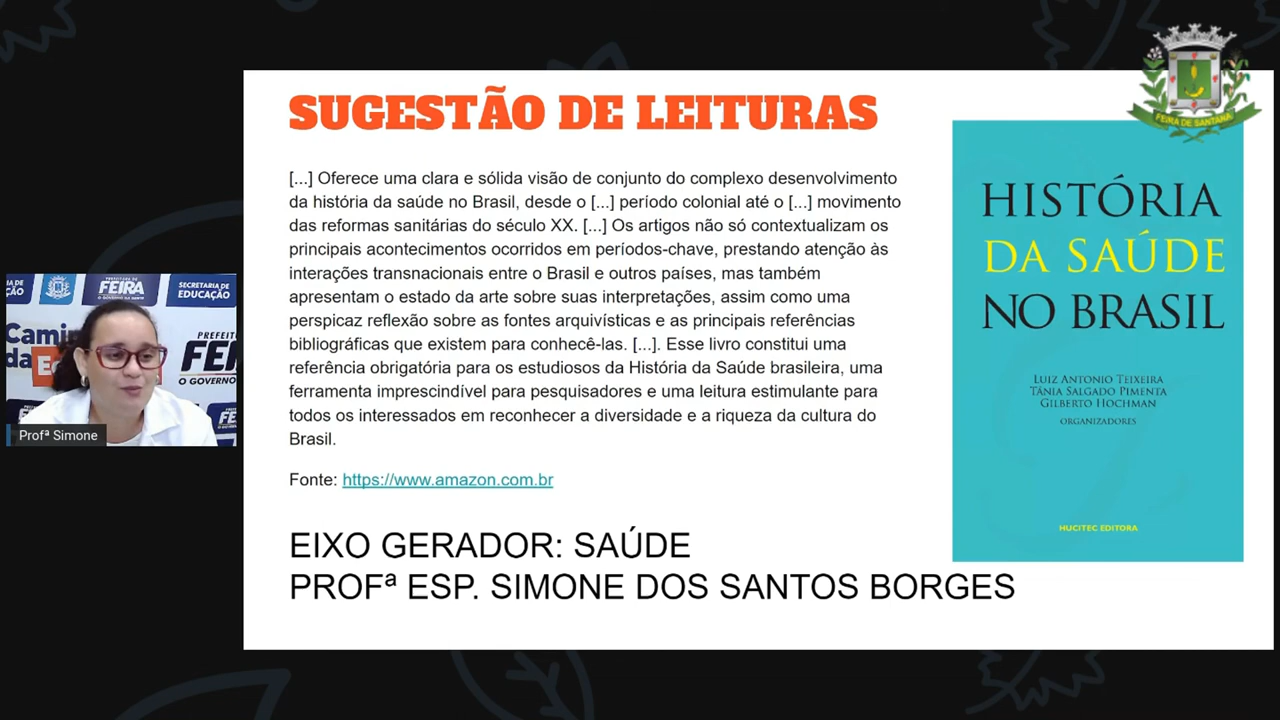 SUGESTÃO DE LEITURAS
[...] Oferece uma clara e sólida visão de conjunto do complexo desenvolvimento
da história da saúde no Brasil, desde o [...] período colonial até o [...] movimento
das reformas sanitárias do século XX. [...] Os artigos não só contextualizam os
principais acontecimentos ocorridos em períodos-chave, prestando atenção às
interações transnacionais entre o Brasil e outros países, mas também
apresentam o estado da arte sobre suas interpretações, assim como uma
perspicaz reflexão sobre as fontes arquivísticas e as principais referências
bibliográficas que existem para conhecê-las. [...]. Esse livro constitui uma
referência obrigatória para os estudiosos da História da Saúde brasileira, uma
ferramenta imprescindível para pesquisadores e uma leitura estimulante para
todos os interessados em reconhecer a diversidade e a riqueza da cultura do
Brasil.
Fonte: https://www.amazon.com.br
EIXO GERADOR: SAÚDE
PROFª ESP. SIMONE DOS SANTOS BORGES
FEIRA DE SANTANA
HISTÓRIA
DA SAÚDE
NO BRASIL
LUIZ ANTONIO TEIXEIRA
TÂNIA SALGADO PIMENTA
GILBERTO HOCHMAN
ORGANIZADORES
HUCITEC EDITORA
FEIRA
SECRETARIA DE
EDUCAÇÃO
Camin
da
PREFEI
FEI
O GOVERNO
Profª Simone